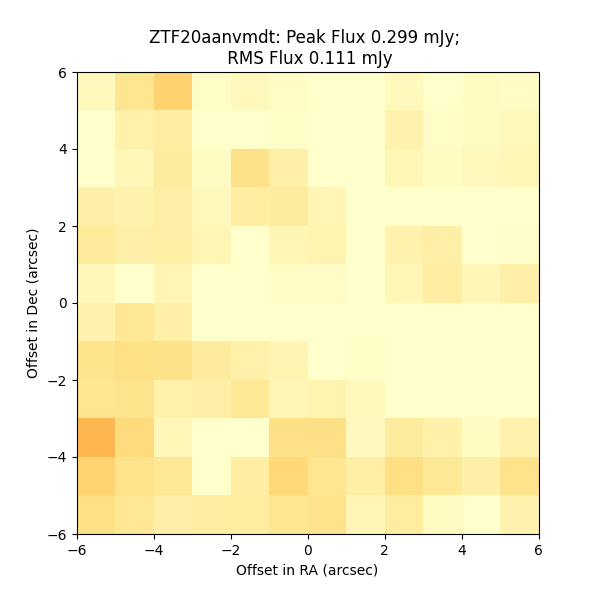 ZTF20aanvmdt: Peak Flux 0.299 mJy;
RMS Flux 0.111 mJy
6
4
2
0
−2
−4
−6
Offset in Dec (arcsec)
−6 −4 −2 0 2 4 6
Offset in RA (arcsec)